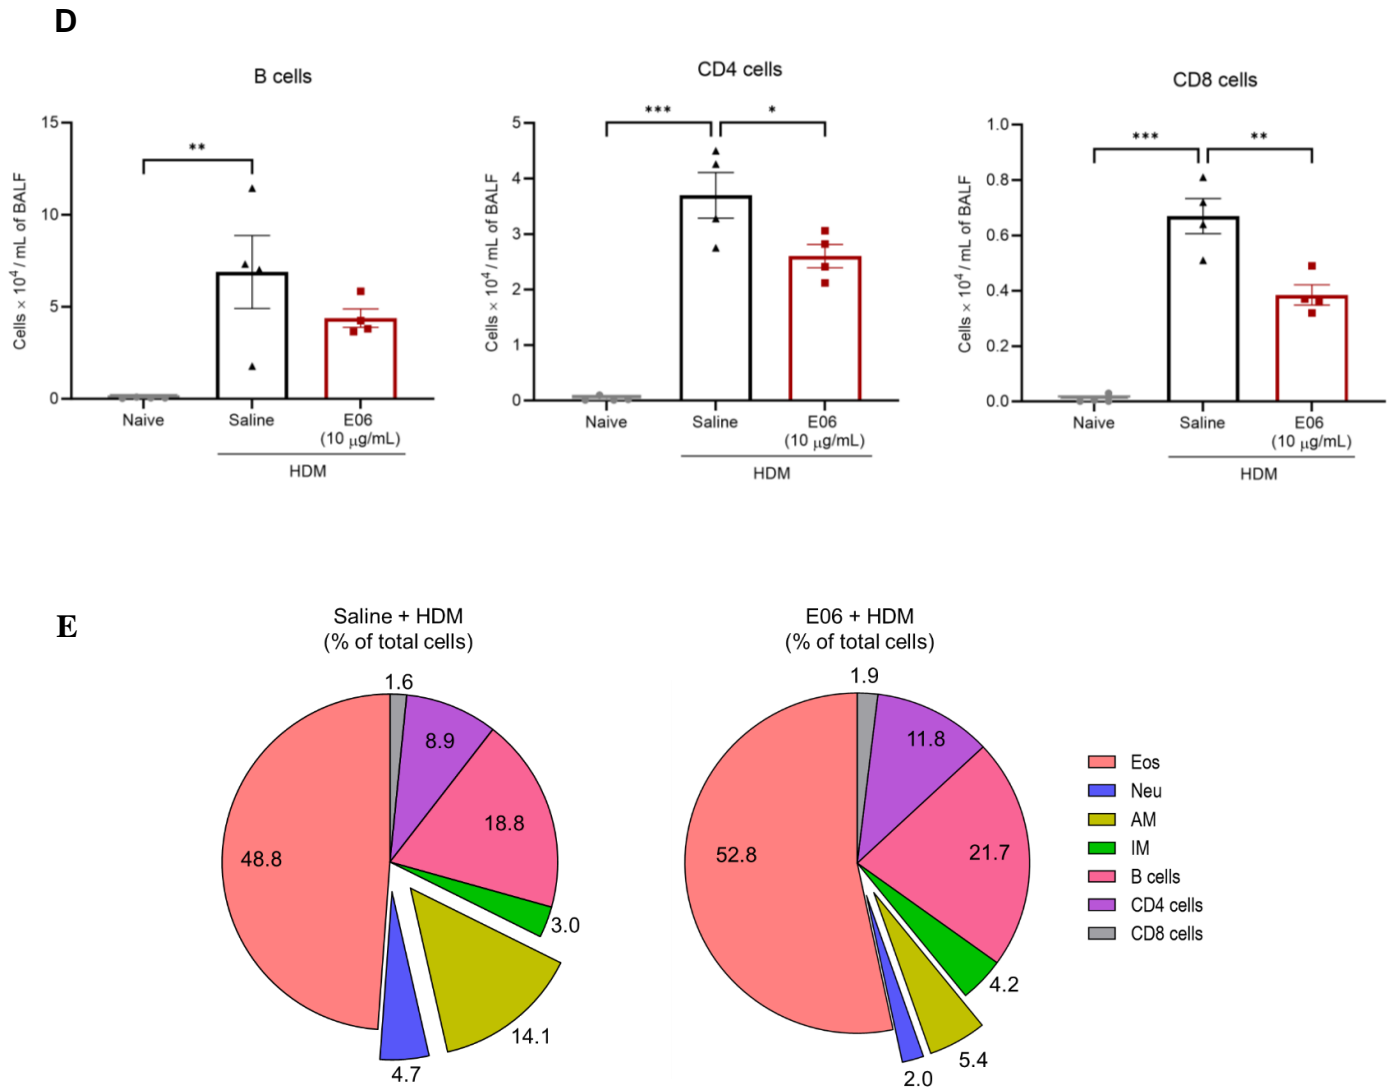 D
B cells
CD4 cells
CD8 cells
**
*** *
*** **
Cells × 10⁴ / mL of BALF
15
10
5
0
Naive Saline E06
(10 µg/mL)
HDM
Cells × 10⁴ / mL of BALF
5
4
3
2
1
0
Naive Saline E06
(10 µg/mL)
HDM
Cells × 10⁴ / mL of BALF
1.0
0.8
0.6
0.4
0.2
0.0
Naive Saline E06
(10 µg/mL)
HDM
E
Saline + HDM
(% of total cells)
1.6
8.9
18.8
3.0
14.1
4.7
48.8
E06 + HDM
(% of total cells)
1.9
11.8
21.7
4.2
5.4
2.0
52.8
Eos
Neu
AM
IM
B cells
CD4 cells
CD8 cells